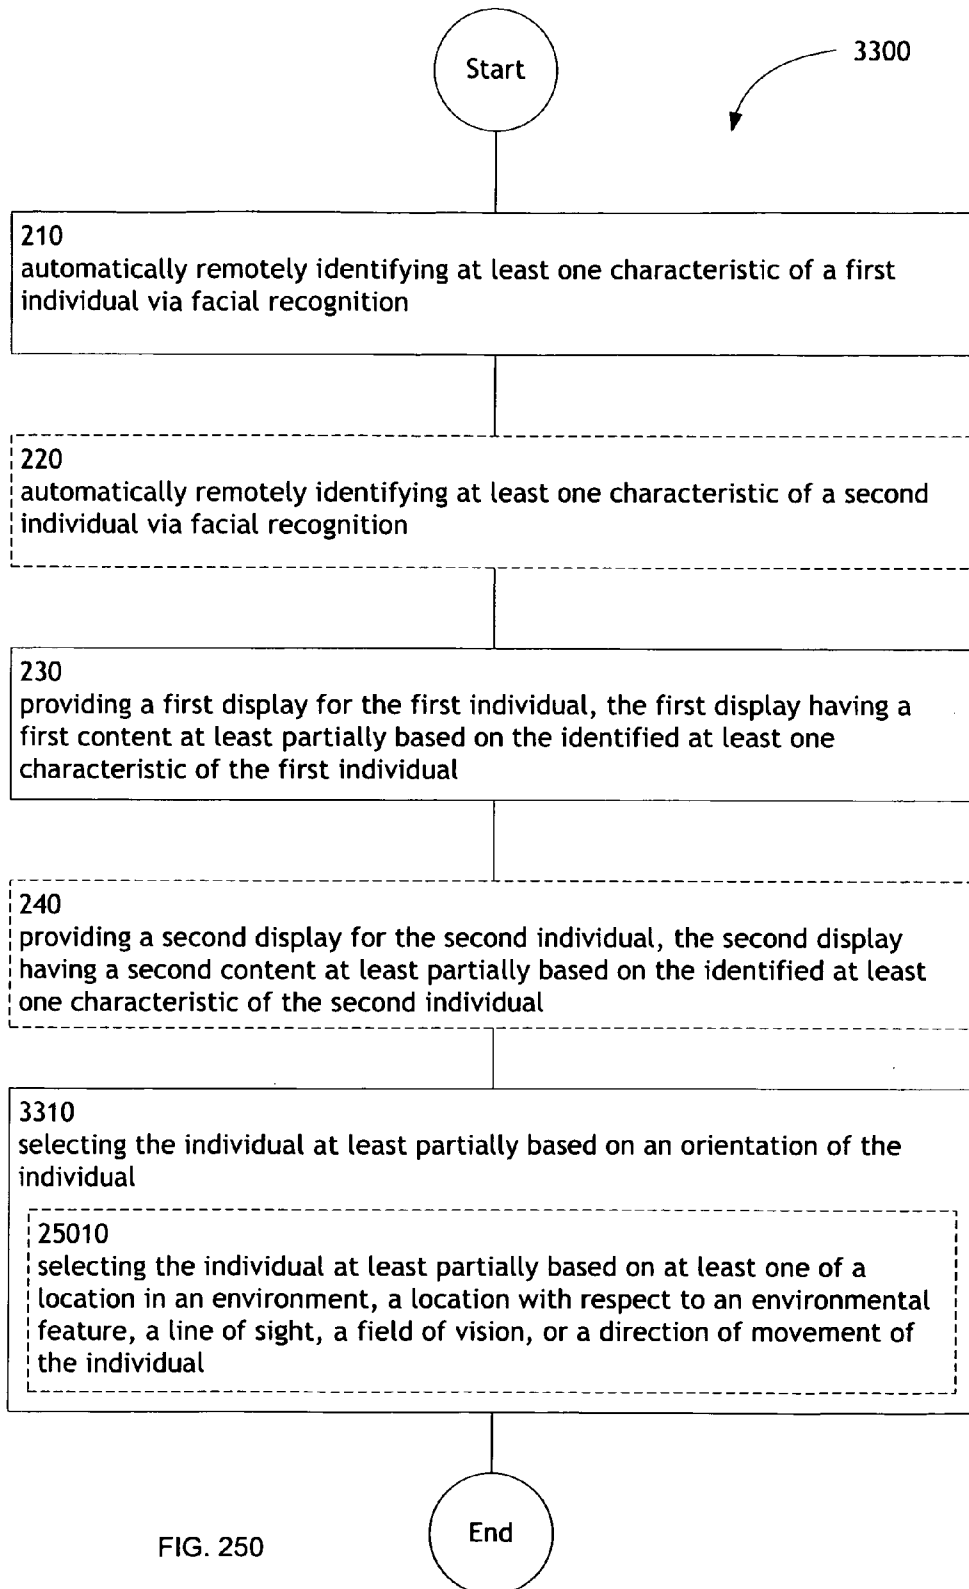 Start
3300
210
automatically remotely identifying at least one characteristic of a first
individual via facial recognition
220
automatically remotely identifying at least one characteristic of a second
individual via facial recognition
230
providing a first display for the first individual, the first display having a
first content at least partially based on the identified at least one
characteristic of the first individual
240
providing a second display for the second individual, the second display
having a second content at least partially based on the identified at least
one characteristic of the second individual
3310
selecting the individual at least partially based on an orientation of the
individual
25010
selecting the individual at least partially based on at least one of a
location in an environment, a location with respect to an environmental
feature, a line of sight, a field of vision, or a direction of movement of
the individual
End
FIG. 250